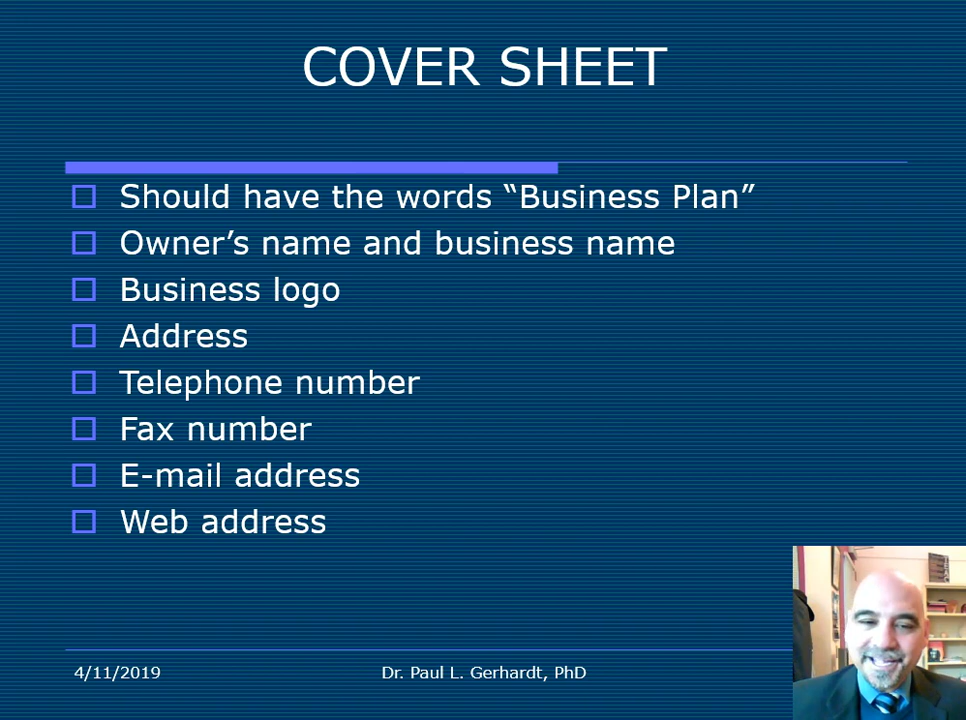 COVER SHEET
Should have the words “Business Plan”
Owner’s name and business name
Business logo
Address
Telephone number
Fax number
E-mail address
Web address
4/11/2019
Dr. Paul L. Gerhardt, PhD